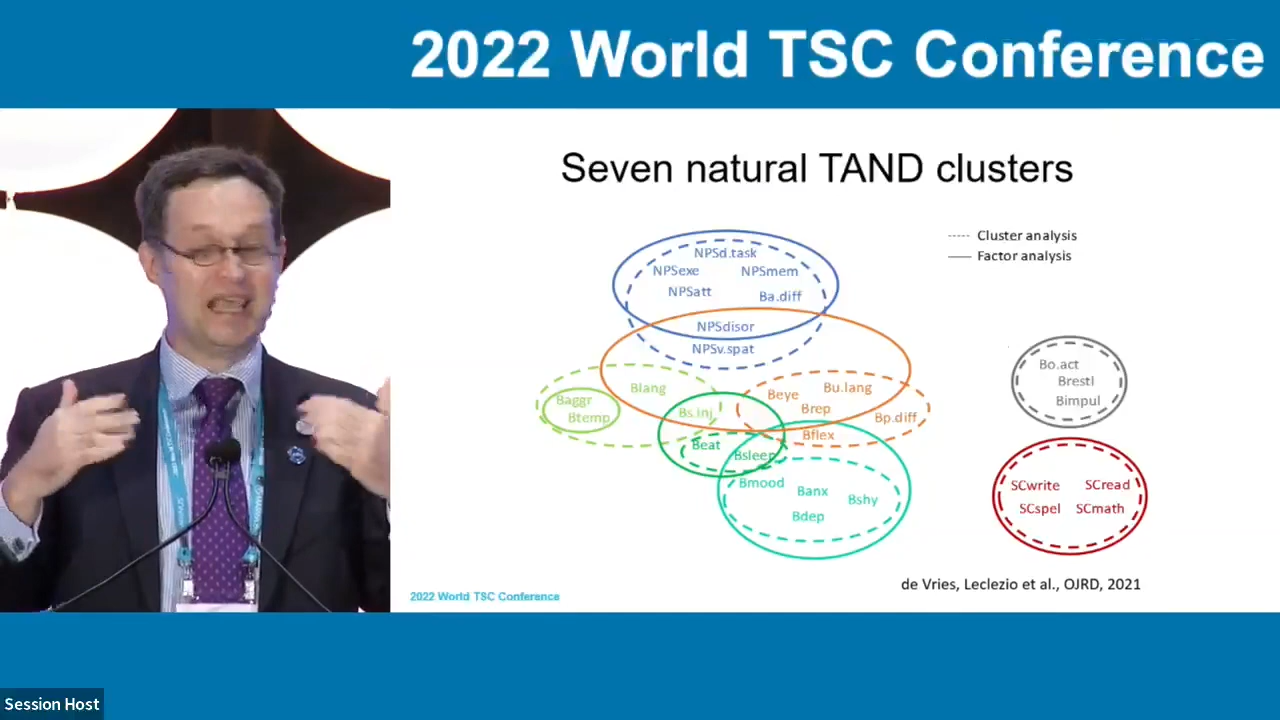 2022 World TSC Conference
Seven natural TAND clusters
Cluster analysis
Factor analysis
NPSd.task
NPSexe NPSmem
NPSatt Ba.diff
NPSdisor
NPSv.spat
Blang
Baggr
Btemp
Bs.inj
Beye Bu.lang
Brep
Bp.diff
Bflex
Beat
Bsleep
Bmood
Banx
Bshy
Bdep
Bo.act
Brestl
Bimpul
SCwrite SCread
SCspel SCmath
de Vries, Leclezio et al., OJRD, 2021
2022 World TSC Conference
Session Host